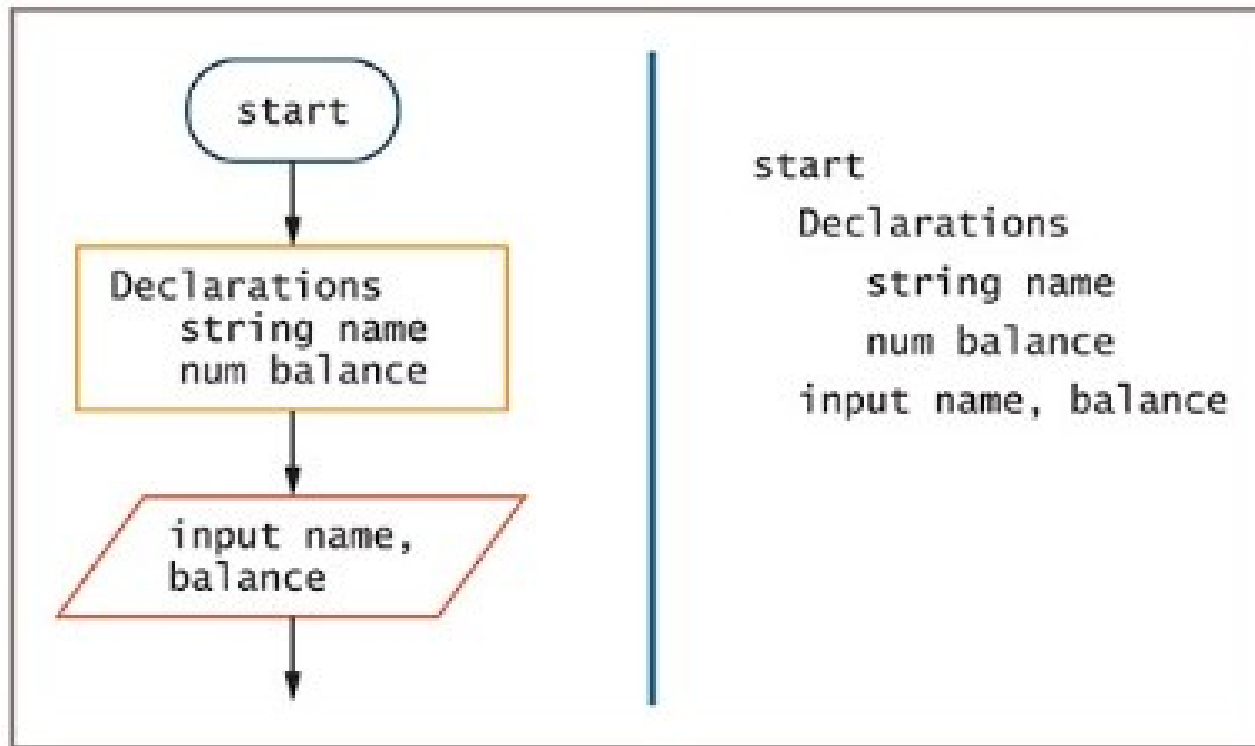 start
Declarations
string name
num balance
input name,
balance
start
Declarations
string name
num balance
input name, balance